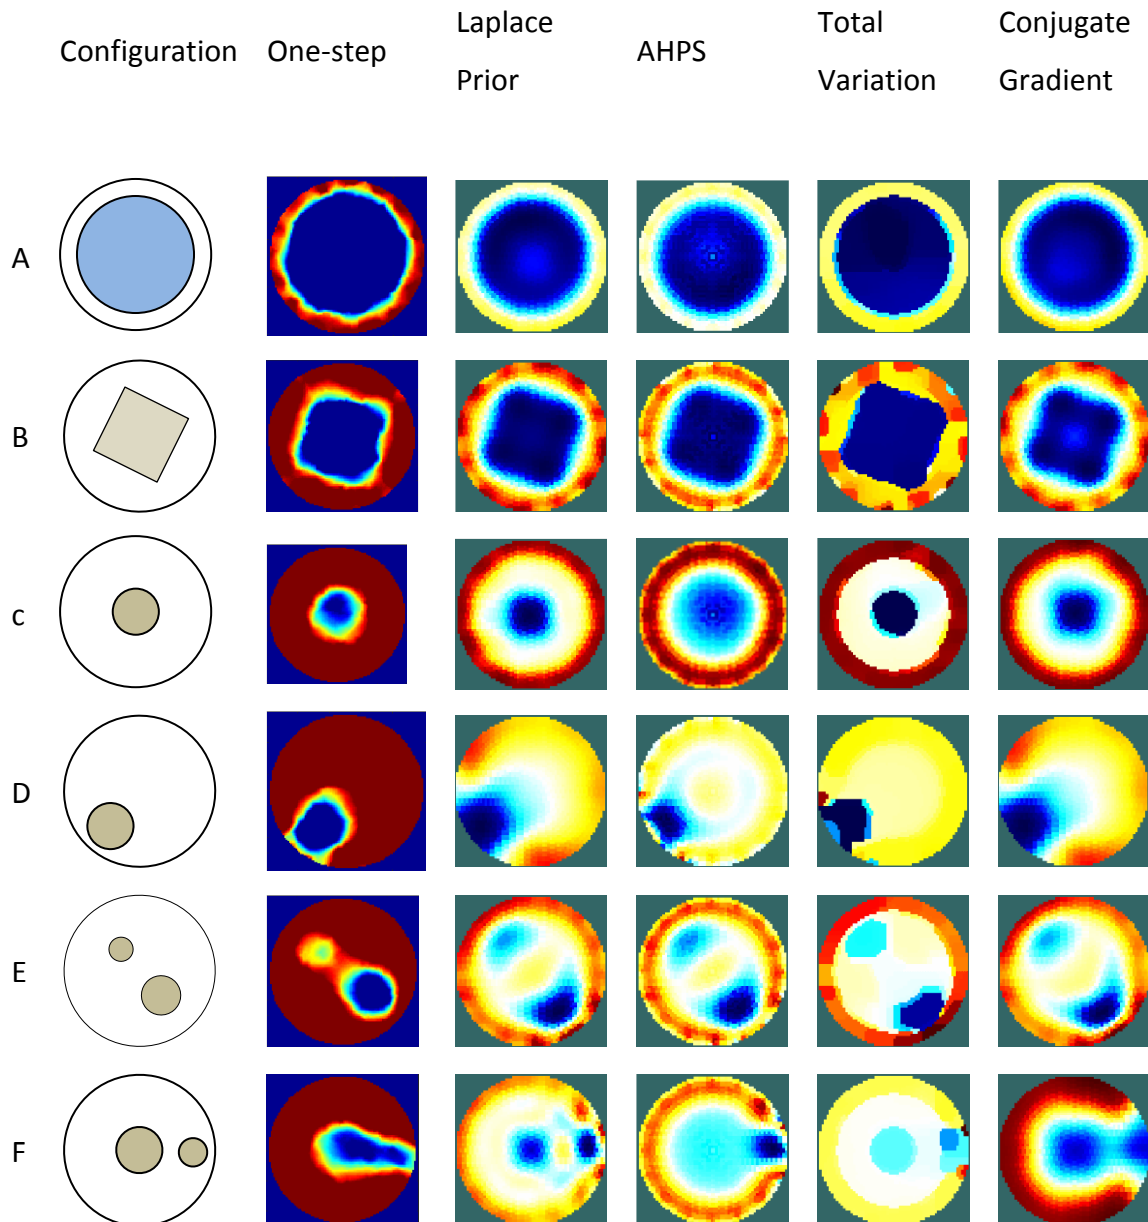 Configuration
One-step
Laplace
Prior
AHPS
Total
Variation
Conjugate
Gradient
A
B
c
D
E
F